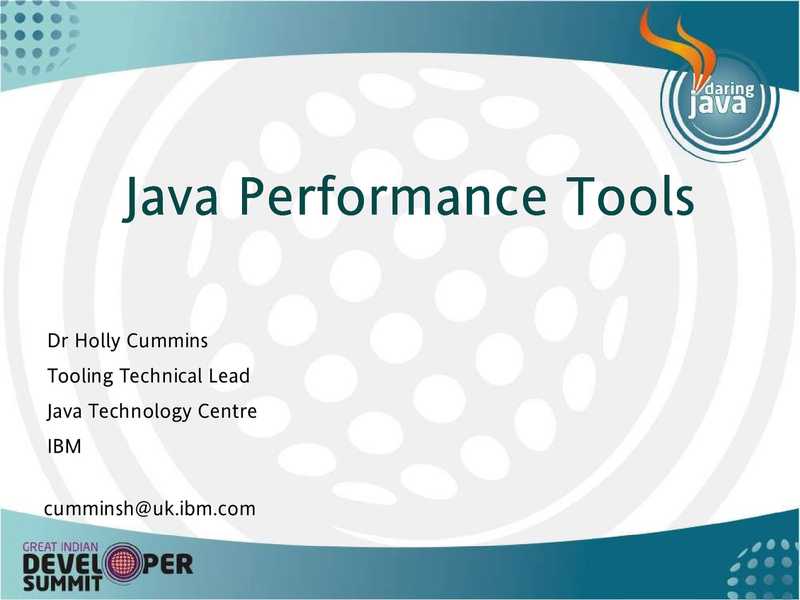 daring
java
Java Performance Tools
Dr Holly Cummins
Tooling Technical Lead
Java Technology Centre
IBM
cumminsh@uk.ibm.com
GREAT INDIAN
DEVELOPER
SUMMIT